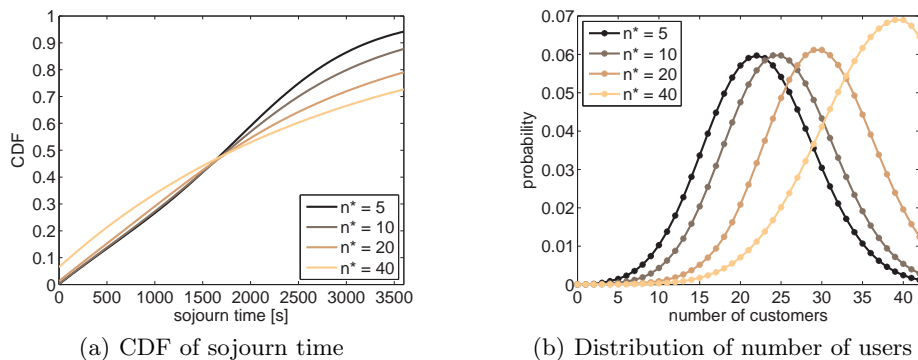 1
0.9
0.8
0.7
0.6
0.5
0.4
0.3
0.2
0.1
0
CDF
0 500 1000 1500 2000 2500 3000 3500
sojourn time [s]
n* = 5
n* = 10
n* = 20
n* = 40
(a) CDF of sojourn time
0.07
0.06
0.05
0.04
0.03
0.02
0.01
0
probability
0 5 10 15 20 25 30 35 40
number of customers
n* = 5
n* = 10
n* = 20
n* = 40
(b) Distribution of number of users